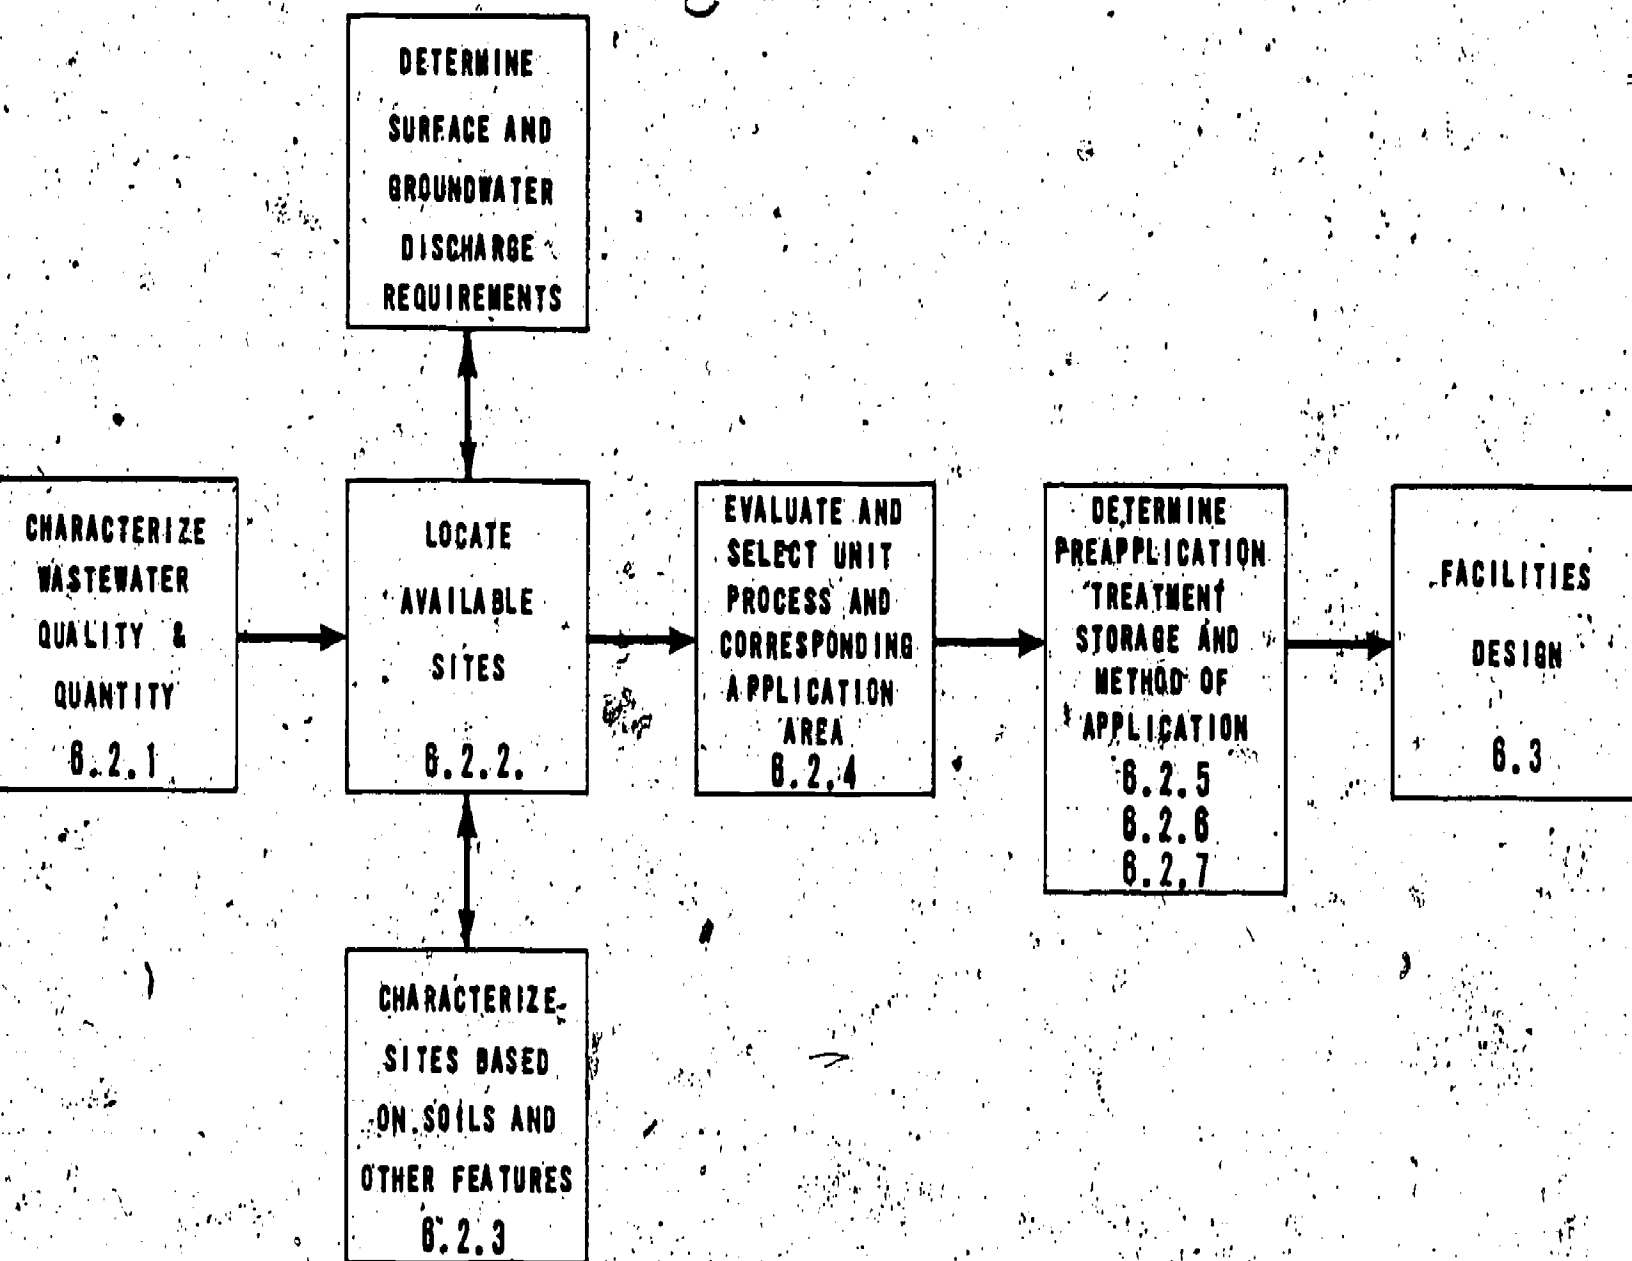 DETERMINE
SURFACE AND
GROUNDWATER
DISCHARGE
REQUIREMENTS
CHARACTERIZE
WASTEWATER
QUALITY &
QUANTITY
6.2.1
LOCATE
AVAILABLE
SITES
6.2.2.
EVALUATE AND
SELECT UNIT
PROCESS AND
CORRESPONDING
APPLICATION
AREA
6.2.4
DETERMINE
PREAPPLICATION
TREATMENT
STORAGE AND
METHOD OF
APPLICATION
6.2.5
6.2.6
6.2.7
FACILITIES
DESIGN
6.3
CHARACTERIZE
SITES BASED
ON SOILS AND
OTHER FEATURES
6.2.3